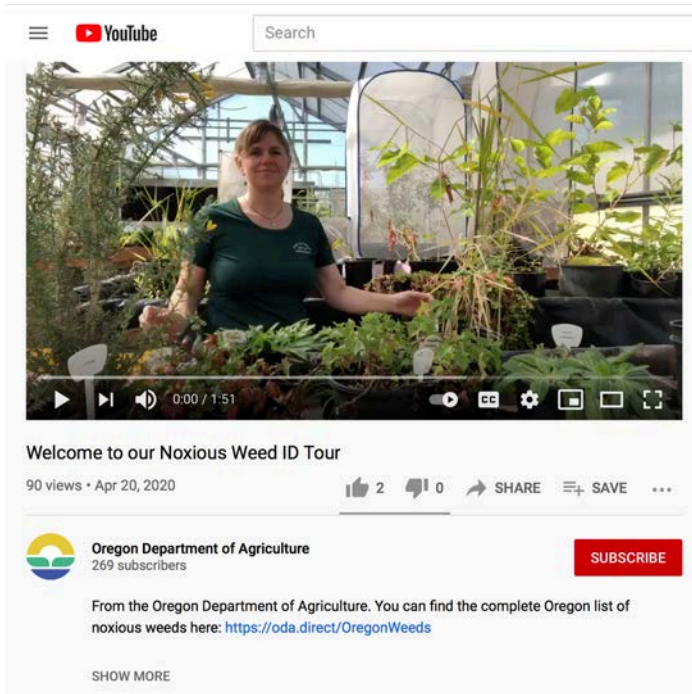 YouTube
Search
0:00 / 1:51
CC
Welcome to our Noxious Weed ID Tour
90 views • Apr 20, 2020
2
0
SHARE
SAVE
Oregon Department of Agriculture
269 subscribers
SUBSCRIBE
From the Oregon Department of Agriculture. You can find the complete Oregon list of
noxious weeds here: https://oda.direct/OregonWeeds
SHOW MORE